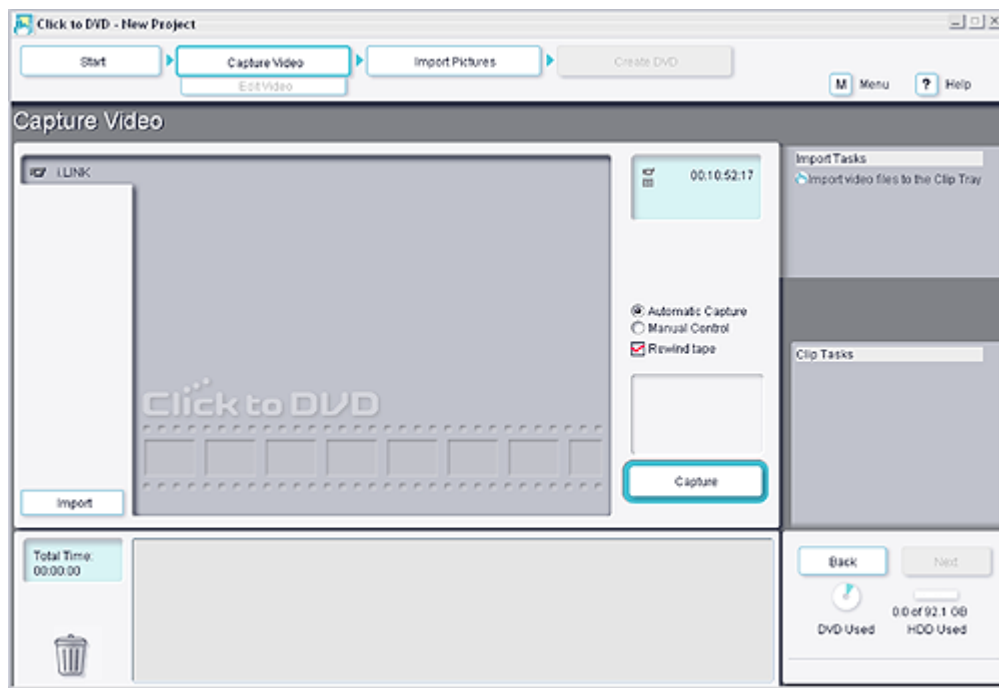 Click to DVD - New Project
Start
Capture Video
Import Pictures
Create DVD
Edit Video
M Menu
? Help
Capture Video
i.LINK
00:10:52:17
Import Tasks
Import video files to the Clip Tray
Automatic Capture
Manual Control
Rewind tape
Clip Tasks
Click to DVD
Capture
Import
Total Time:
00:00:00
Back
Next
0.0 of 92.1 GB
DVD Used
HDD Used